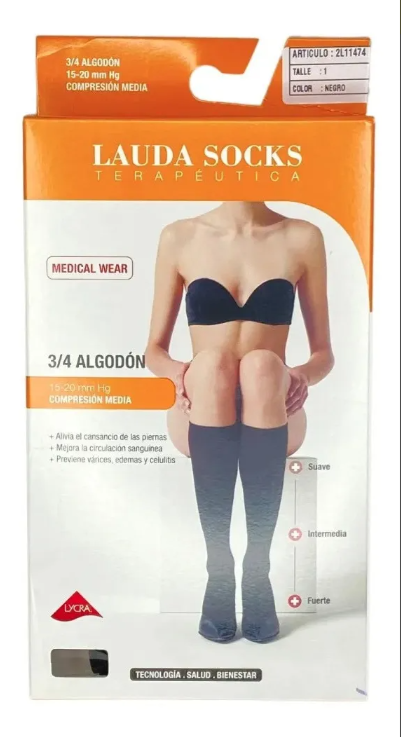 3/4 ALGODÓN
15-20 mm Hg
COMPRESIÓN MEDIA
ARTICULO : 2L11474
TALLE : 1
COLOR : NEGRO
LAUDA SOCKS
TERAPÉUTICA
MEDICAL WEAR
3/4 ALGODÓN
15-20 mm Hg
COMPRESIÓN MEDIA
+ Alivia el cansancio de las piernas
+ Mejora la circulación sanguínea
+ Previene várices, edemas y celulitis
Suave
Intermedia
Fuerte
LYCRA
TECNOLOGÍA . SALUD . BIENESTAR